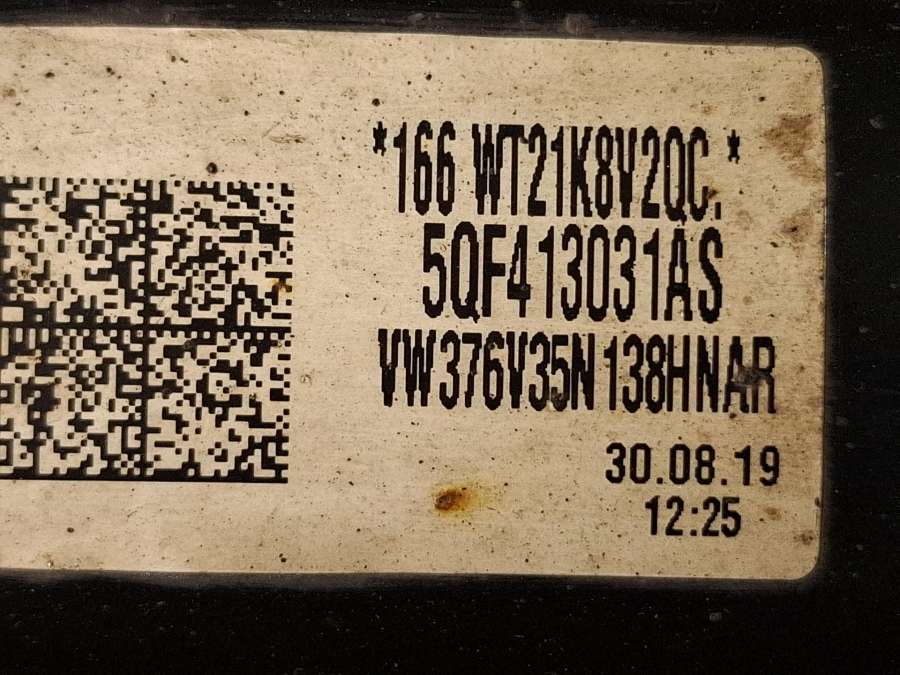 *166 WT21K8V2QC.*
5QF413031AS
VW376V35N138HNAR
30.08.19
12:25